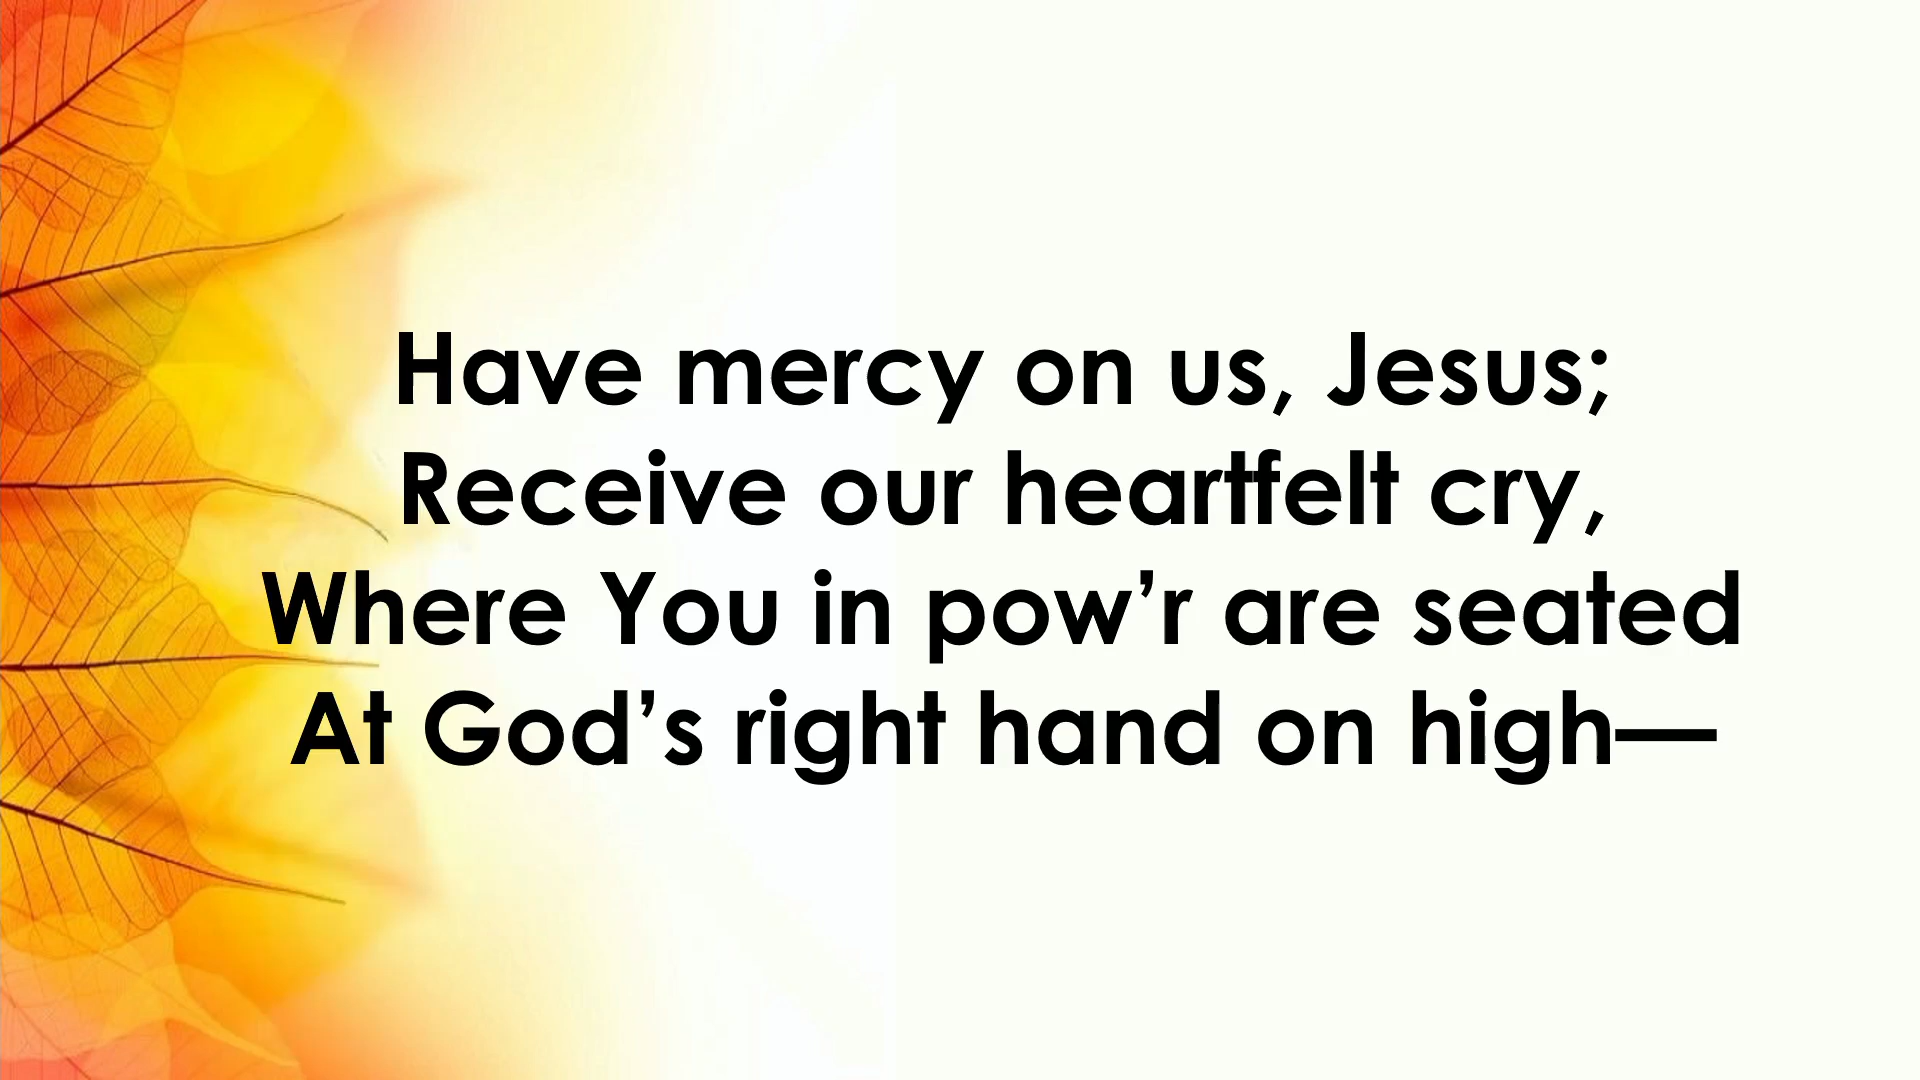 Have mercy on us, Jesus;
Receive our heartfelt cry,
Where You in pow’r are seated
At God’s right hand on high—